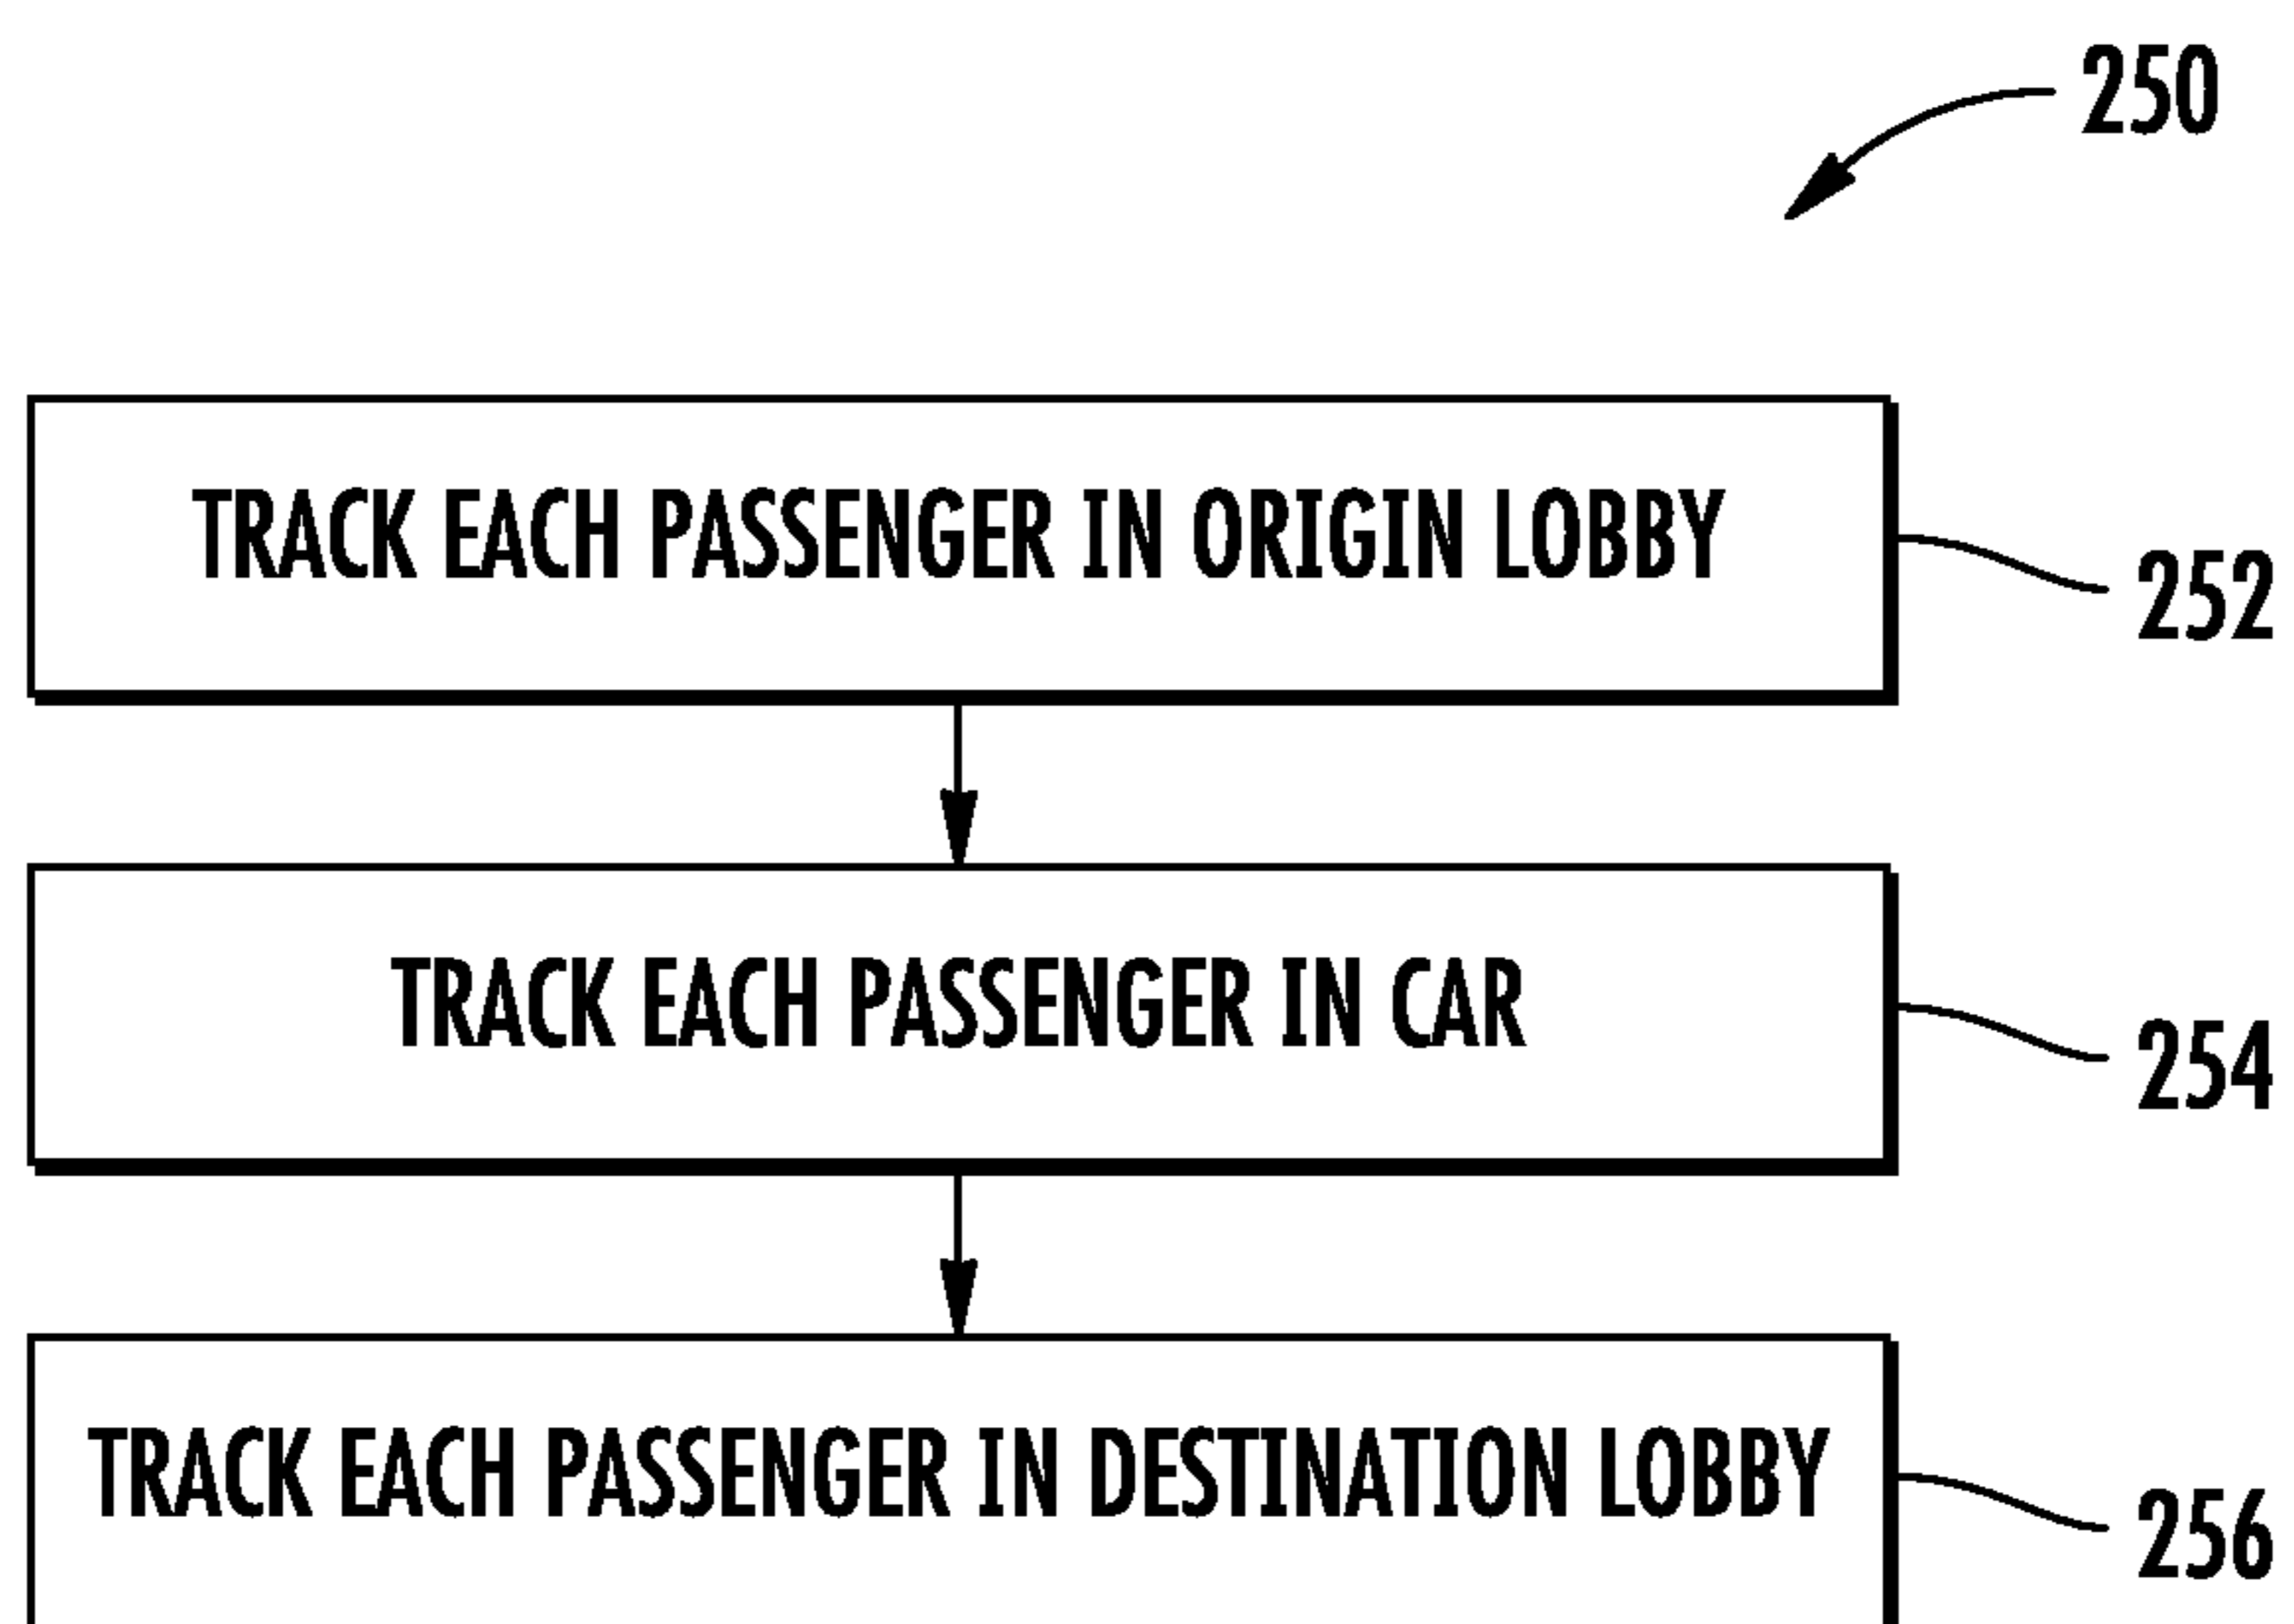 250
TRACK EACH PASSENGER IN ORIGIN LOBBY
252
TRACK EACH PASSENGER IN CAR
254
TRACK EACH PASSENGER IN DESTINATION LOBBY
256